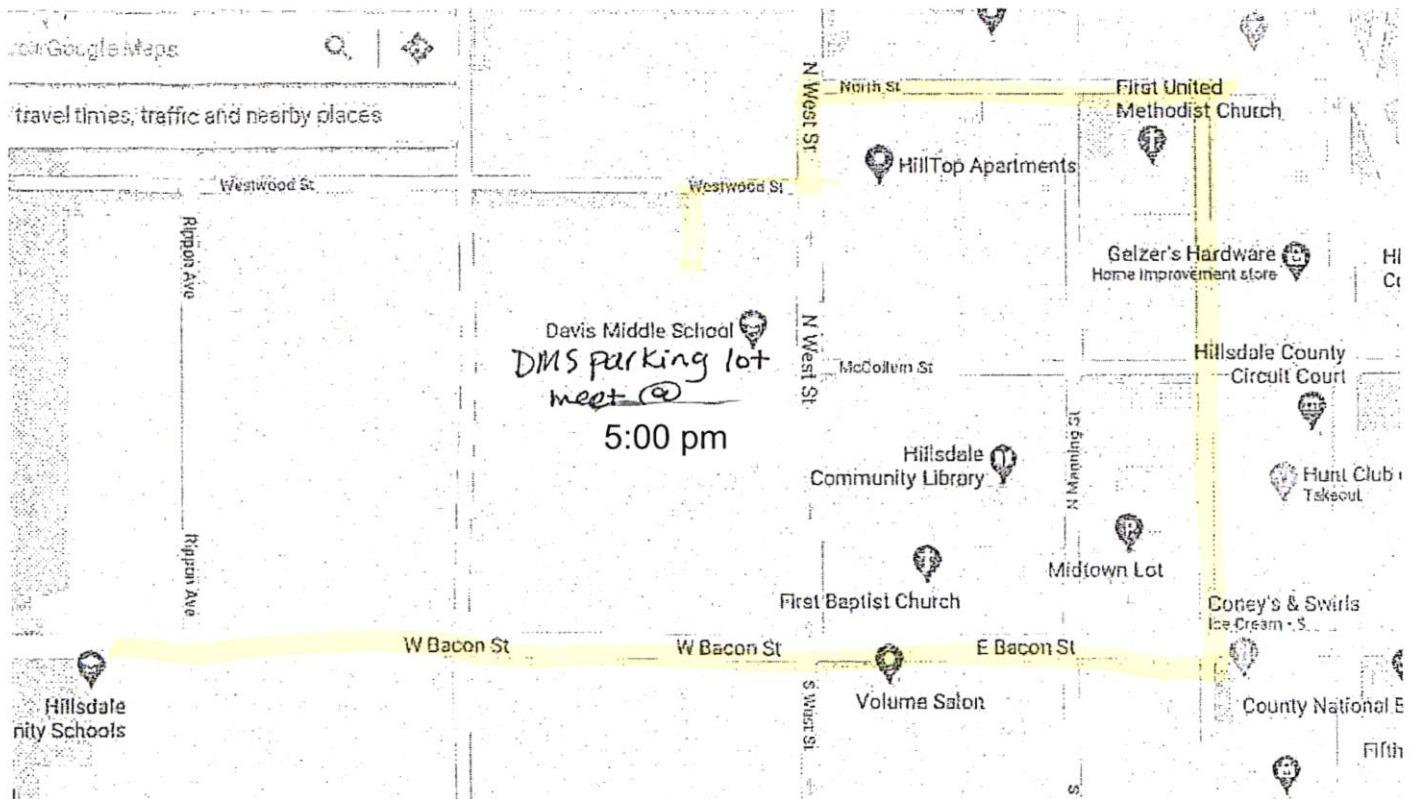 Google Maps
travel times, traffic and nearby places
N West St
North St
First United
Methodist Church
HillTop Apartments
Westwood St
Westwood St
Rippon Ave
Gelzer's Hardware
Home improvement store
Davis Middle School
DMS parking lot
meet @
5:00 pm
N West St
McCollum St
Hillsdale County
Circuit Court
N Manning St
Hillsdale
Community Library
Hunt Club
Takeout
Rippon Ave
Midtown Lot
First Baptist Church
Coney's & Swirls
Ice Cream • S
W Bacon St
W Bacon St
E Bacon St
Hillsdale
nity Schools
S West St
Volume Salon
County National B
Fifth
S